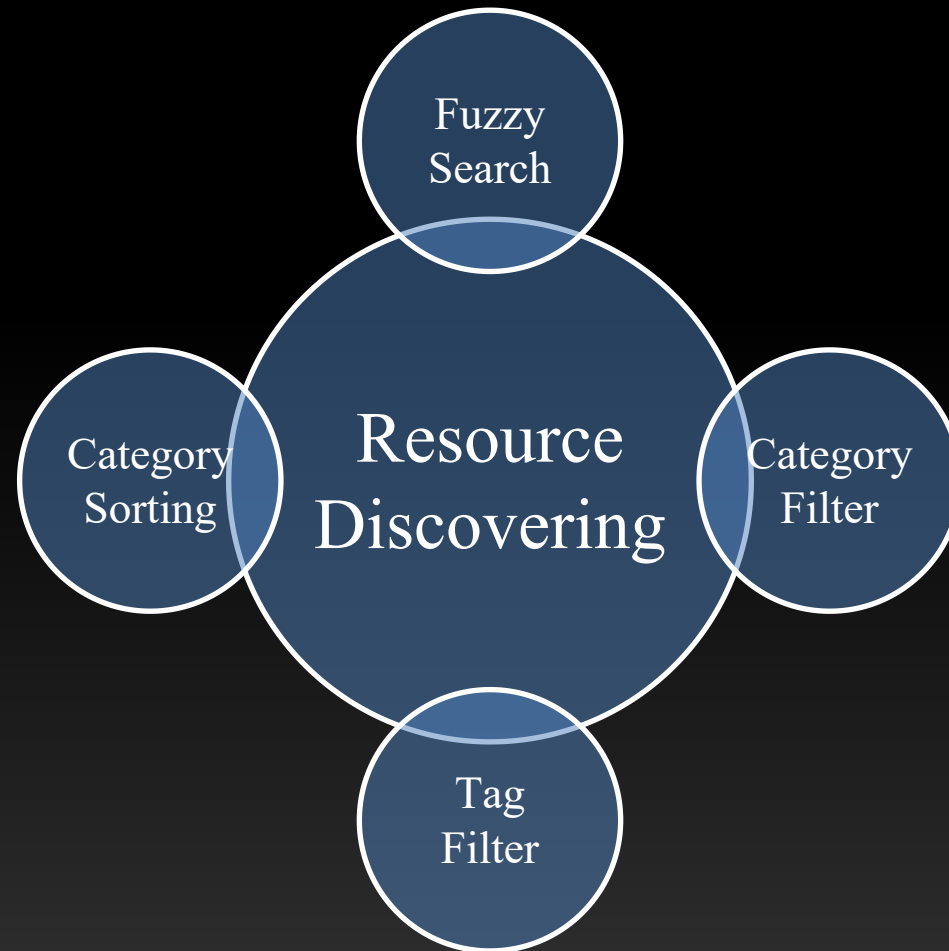 Fuzzy
Search
Resource
Discovering
Category
Sorting
Category
Filter
Tag
Filter